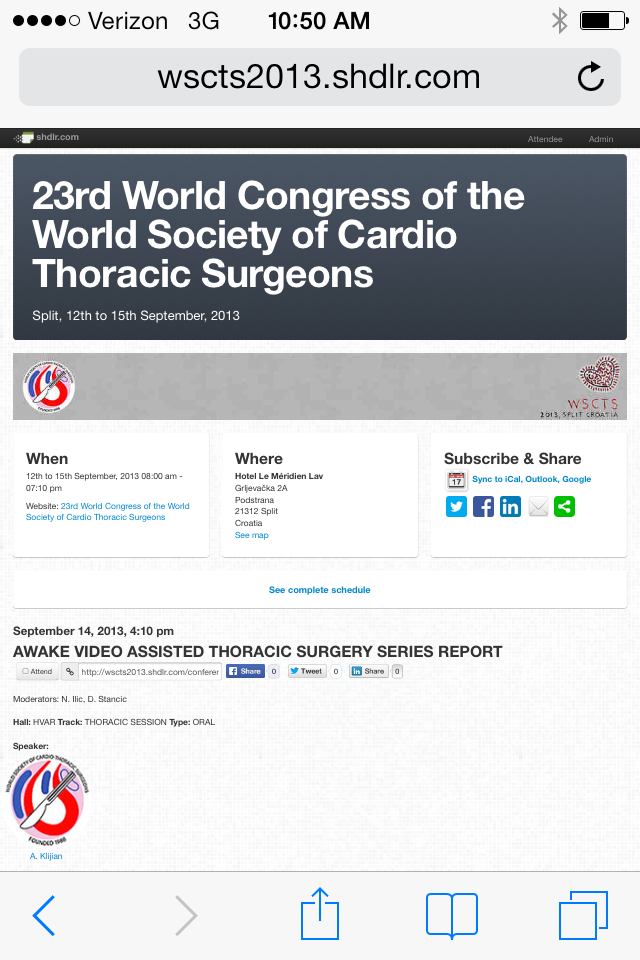 Verizon 3G 10:50 AM
wscts2013.shdlr.com
shdlr.com Attendee Admin
23rd World Congress of the
World Society of Cardio
Thoracic Surgeons
Split, 12th to 15th September, 2013
WSCTS
2013, SPLIT CROATIA
When
12th to 15th September, 2013 08:00 am -
07:10 pm
Website: 23rd World Congress of the World
Society of Cardio Thoracic Surgeons
Where
Hotel Le Méridien Lav
Grljevačka 2A
Podstrana
21312 Split
Croatia
See map
Subscribe & Share
17 Sync to iCal, Outlook, Google
See complete schedule
September 14, 2013, 4:10 pm
AWAKE VIDEO ASSISTED THORACIC SURGERY SERIES REPORT
Attend http://wscts2013.shdlr.com/conferer Share 0 Tweet 0 Share 0
Moderators: N. Ilic, D. Stancic
Hall: HVAR Track: THORACIC SESSION Type: ORAL
Speaker:
WORLD SOCIETY OF CARDIO-THORACIC SURGEONS
FOUNDED 1988
A. Klijian